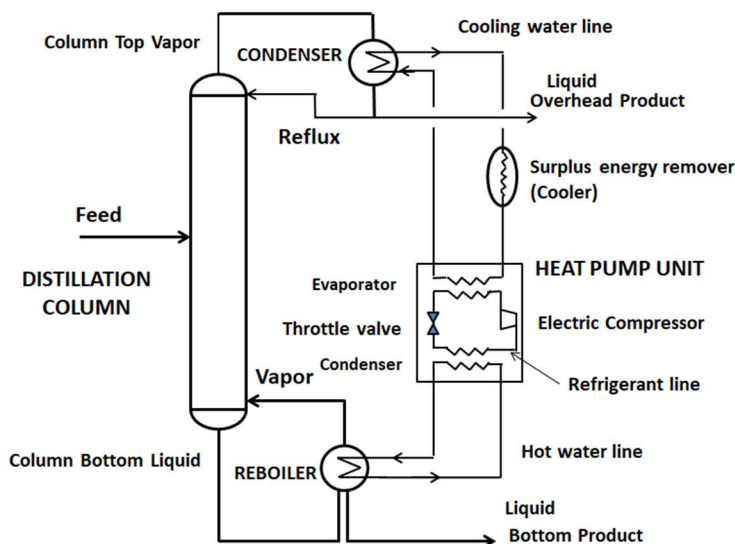 Column Top Vapor
CONDENSER
Cooling water line
Liquid
Overhead Product
Reflux
Surplus energy remover
(Cooler)
Feed
DISTILLATION
COLUMN
HEAT PUMP UNIT
Evaporator
Throttle valve
Electric Compressor
Condenser
Refrigerant line
Vapor
Column Bottom Liquid
REBOILER
Hot water line
Liquid
Bottom Product